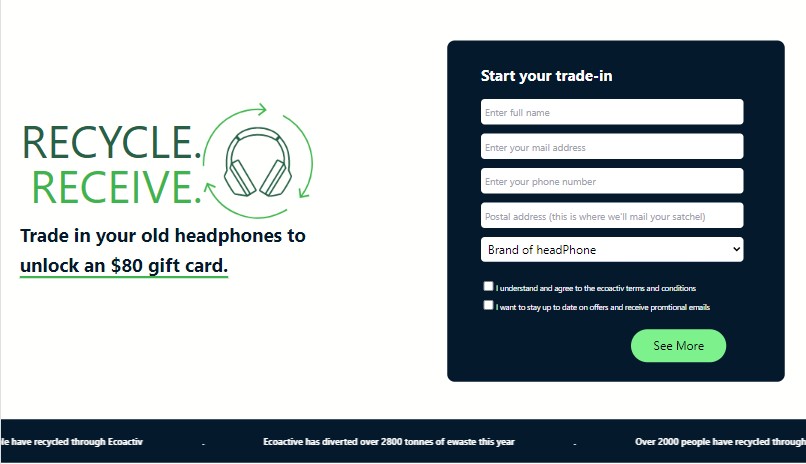 RECYCLE.
RECEIVE.
Trade in your old headphones to
unlock an $80 gift card.
Start your trade-in
Enter full name
Enter your mail address
Enter your phone number
Postal address (this is where we'll mail your satchel)
Brand of headPhone
I understand and agree to the ecoactiv terms and conditions
I want to stay up to date on offers and receive promtional emails
See More
le have recycled through Ecoactiv - Ecoactive has diverted over 2800 tonnes of ewaste this year - Over 2000 people have recycled through